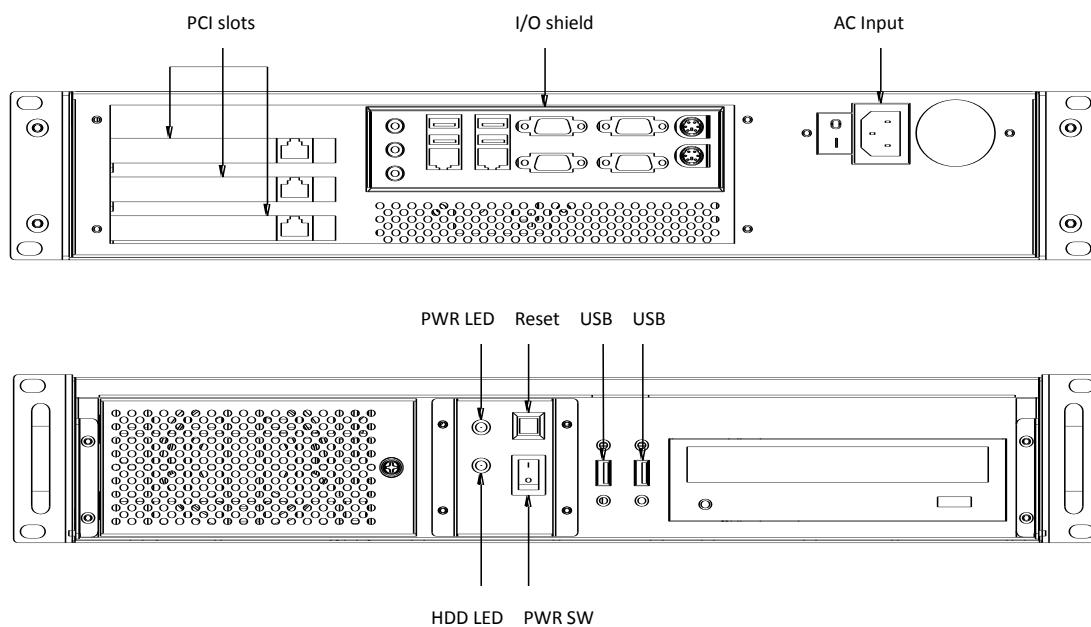 PCI slots I/O shield AC Input
PWR LED Reset USB USB
HDD LED PWR SW